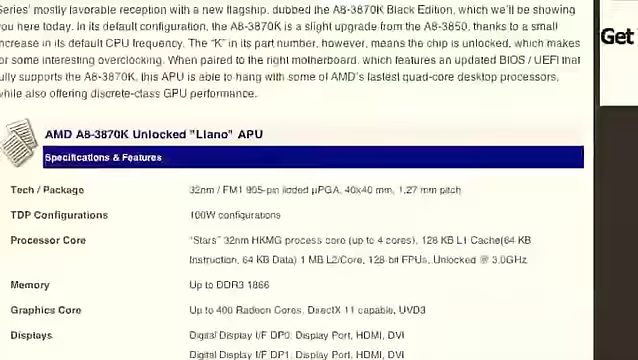 Series' mostly favorable reception with a new flagship, dubbed the A8-3870K Black Edition, which we'll be showing
you here today. In its default configuration, the A8-3870K is a slight upgrade from the A8-3850, thanks to a small
increase in its default CPU frequency. The "K" in its part number, however, means the chip is unlocked, which makes
for some interesting overclocking. When paired to the right motherboard, which features an updated BIOS / UEFI that
fully supports the A8-3870K, this APU is able to hang with some of AMD's fastest quad-core desktop processors,
while also offering discrete-class GPU performance.
Get
AMD A8-3870K Unlocked "Llano" APU
Specifications & Features
Tech / Package 32nm / FM1 905-pin lidded µPGA, 40x40 mm, 1.27 mm pitch
TDP Configurations 100W configurations
Processor Core "Stars" 32nm HKMG process core (up to 4 cores), 128 KB L1 Cache(64 KB
Instruction, 64 KB Data) 1 MB L2/Core, 128-bit FPUs, Unlocked @ 3.0GHz
Memory Up to DDR3 1866
Graphics Core Up to 400 Radeon Cores, DirectX 11 capable, UVD3
Displays Digital Display I/F DP0: Display Port, HDMI, DVI
Digital Display I/F DP1: Display Port, HDMI, DVI